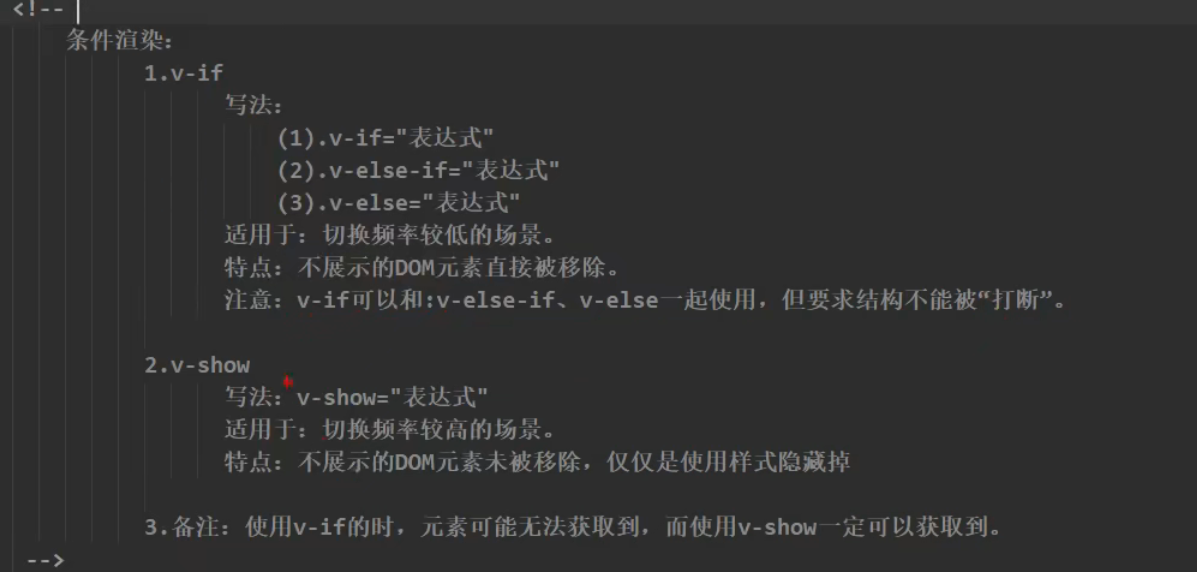 <!--
条件渲染：
1.v-if
写法：
(1).v-if="表达式"
(2).v-else-if="表达式"
(3).v-else="表达式"
适用于：切换频率较低的场景。
特点：不展示的DOM元素直接被移除。
注意：v-if可以和:v-else-if、v-else一起使用，但要求结构不能被“打断”。
2.v-show
写法：v-show="表达式"
适用于：切换频率较高的场景。
特点：不展示的DOM元素未被移除，仅仅是使用样式隐藏掉
3.备注：使用v-if的时，元素可能无法获取到，而使用v-show一定可以获取到。
-->